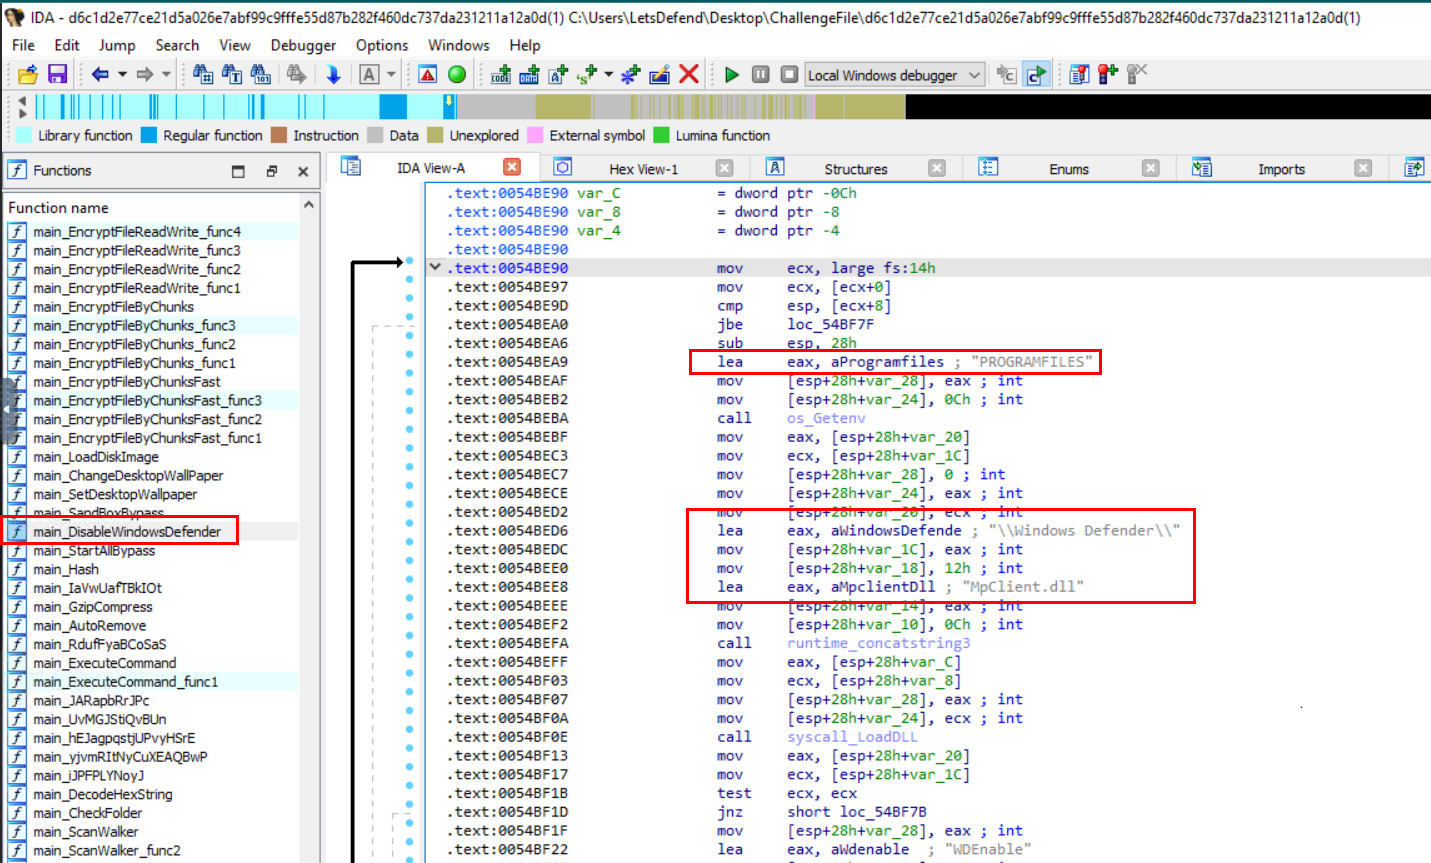 IDA - d6c1d2e77ce21d5a026e7abf99c9fffe55d87b282f460dc737da231211a12a0d(1) C:\Users\LetsDefend\Desktop\ChallengeFile\d6c1d2e77ce21d5a026e7abf99c9fffe55d87b282f460dc737da231211a12a0d(1)
File Edit Jump Search View Debugger Options Windows Help
Local Windows debugger
Library function Regular function Instruction Data Unexplored External symbol Lumina function
Functions
Function name
main_EncryptFileReadWrite_func4
main_EncryptFileReadWrite_func3
main_EncryptFileReadWrite_func2
main_EncryptFileReadWrite_func1
main_EncryptFileByChunks
main_EncryptFileByChunks_func3
main_EncryptFileByChunks_func2
main_EncryptFileByChunks_func1
main_EncryptFileByChunksFast
main_EncryptFileByChunksFast_func3
main_EncryptFileByChunksFast_func2
main_EncryptFileByChunksFast_func1
main_LoadDiskImage
main_ChangeDesktopWallPaper
main_SetDesktopWallpaper
main_SandBoxBypass
main_DisableWindowsDefender
main_StartAllBypass
main_Hash
main_IaVwUafTBkIOt
main_GzipCompress
main_AutoRemove
main_RdufFyaBCoSaS
main_ExecuteCommand
main_ExecuteCommand_func1
main_JARapbRrJPc
main_UvMGJStiQvBUn
main_hEJagpqstjUPvyHSrE
main_yjvmRItNyCuXEAQBwP
main_iJPFPLYNoyJ
main_DecodeHexString
main_CheckFolder
main_ScanWalker
main_ScanWalker_func2
IDA View-A Hex View-1 Structures Enums Imports
.text:0054BE90 var_C = dword ptr -0Ch
.text:0054BE90 var_8 = dword ptr -8
.text:0054BE90 var_4 = dword ptr -4
.text:0054BE90
.text:0054BE90 mov ecx, large fs:14h
.text:0054BE97 mov ecx, [ecx+0]
.text:0054BE9D cmp esp, [ecx+8]
.text:0054BEA0 jbe loc_54BF7F
.text:0054BEA6 sub esp, 28h
.text:0054BEA9 lea eax, aProgramfiles ; "PROGRAMFILES"
.text:0054BEAF mov [esp+28h+var_28], eax ; int
.text:0054BEB2 mov [esp+28h+var_24], 0Ch ; int
.text:0054BEBA call os_Getenv
.text:0054BEBF mov eax, [esp+28h+var_20]
.text:0054BEC3 mov ecx, [esp+28h+var_1C]
.text:0054BEC7 mov [esp+28h+var_28], 0 ; int
.text:0054BECE mov [esp+28h+var_24], eax ; int
.text:0054BED2 mov [esp+28h+var_20], ecx ; int
.text:0054BED6 lea eax, aWindowsDefende ; "\\Windows Defender\\"
.text:0054BEDC mov [esp+28h+var_1C], eax ; int
.text:0054BEE0 mov [esp+28h+var_18], 12h ; int
.text:0054BEE8 lea eax, aMpclientDll ; "MpClient.dll"
.text:0054BEEE mov [esp+28h+var_14], eax ; int
.text:0054BEF2 mov [esp+28h+var_10], 0Ch ; int
.text:0054BEFA call runtime_concatstring3
.text:0054BEFF mov eax, [esp+28h+var_C]
.text:0054BF03 mov ecx, [esp+28h+var_8]
.text:0054BF07 mov [esp+28h+var_28], eax ; int
.text:0054BF0A mov [esp+28h+var_24], ecx ; int
.text:0054BF0E call syscall_LoadDLL
.text:0054BF13 mov eax, [esp+28h+var_20]
.text:0054BF17 mov ecx, [esp+28h+var_1C]
.text:0054BF1B test ecx, ecx
.text:0054BF1D jnz short loc_54BF7B
.text:0054BF1F mov [esp+28h+var_28], eax ; int
.text:0054BF22 lea eax, aWdenable ; "WDEnable"